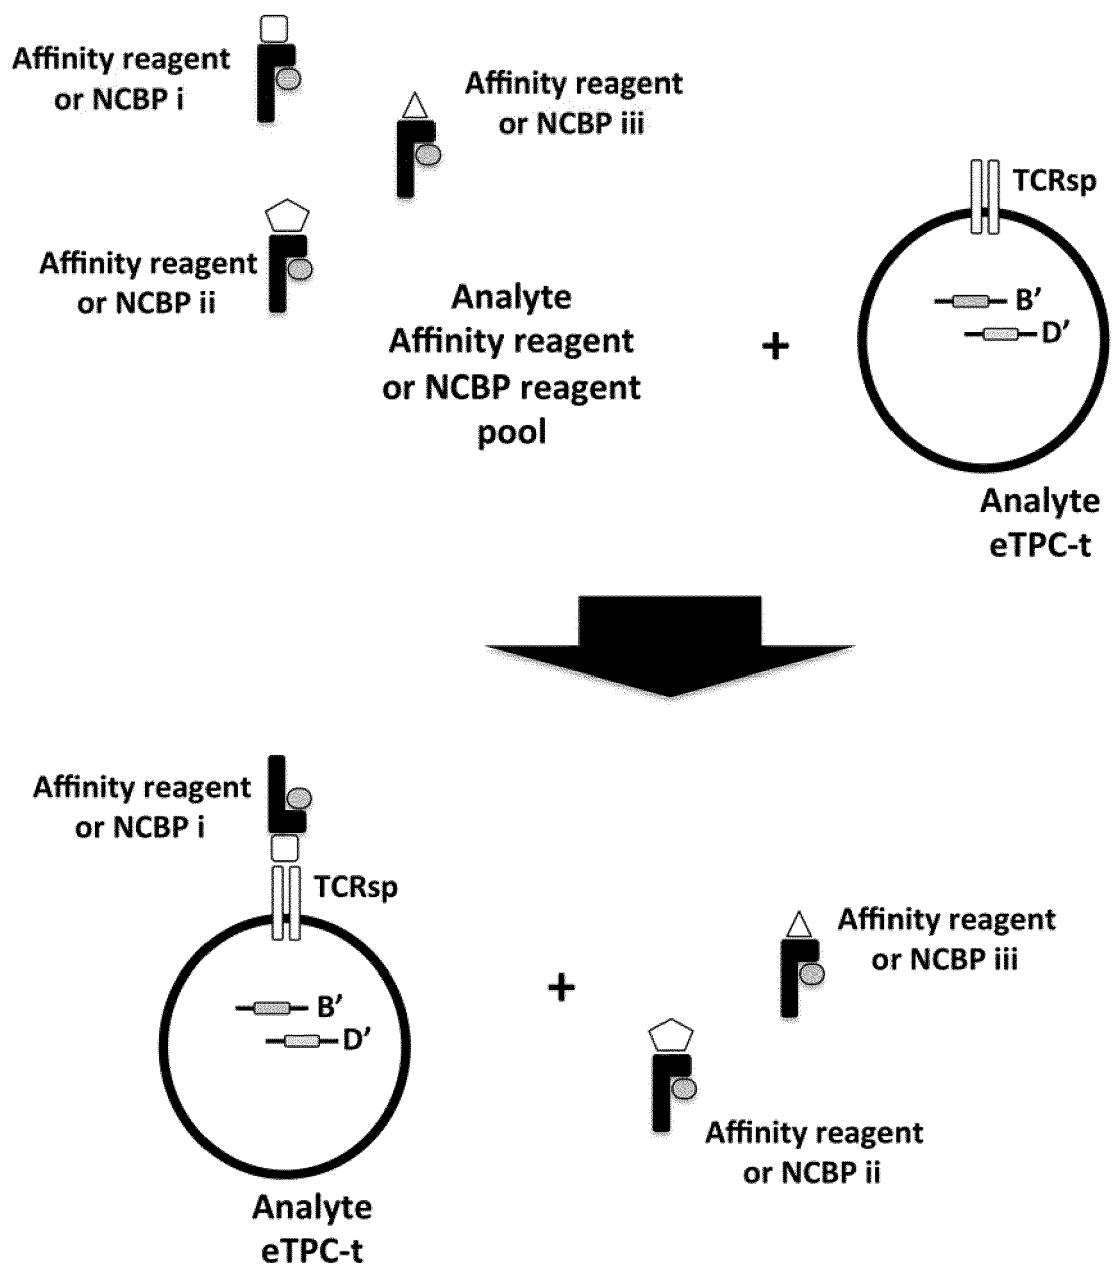 Affinity reagent
or NCBP i
Affinity reagent
or NCBP iii
TCRsp
Affinity reagent
or NCBP ii
Analyte
Affinity reagent
or NCBP reagent
pool
+
B’
D’
Analyte
eTPC-t
Affinity reagent
or NCBP i
TCRsp
B’
D’
Analyte
eTPC-t
+
Affinity reagent
or NCBP iii
Affinity reagent
or NCBP ii